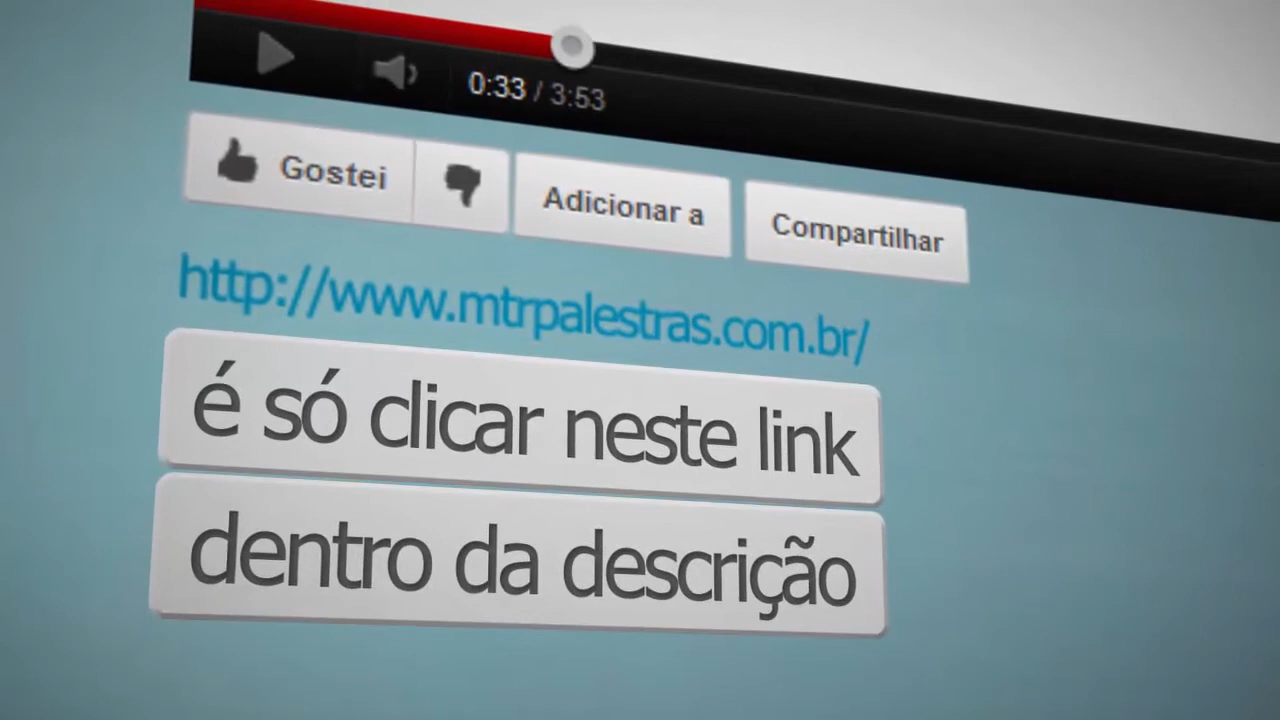 0:33 / 3:53
Gostei Adicionar a Compartilhar
http://www.mtrpalestras.com.br/
é só clicar neste link
dentro da descrição